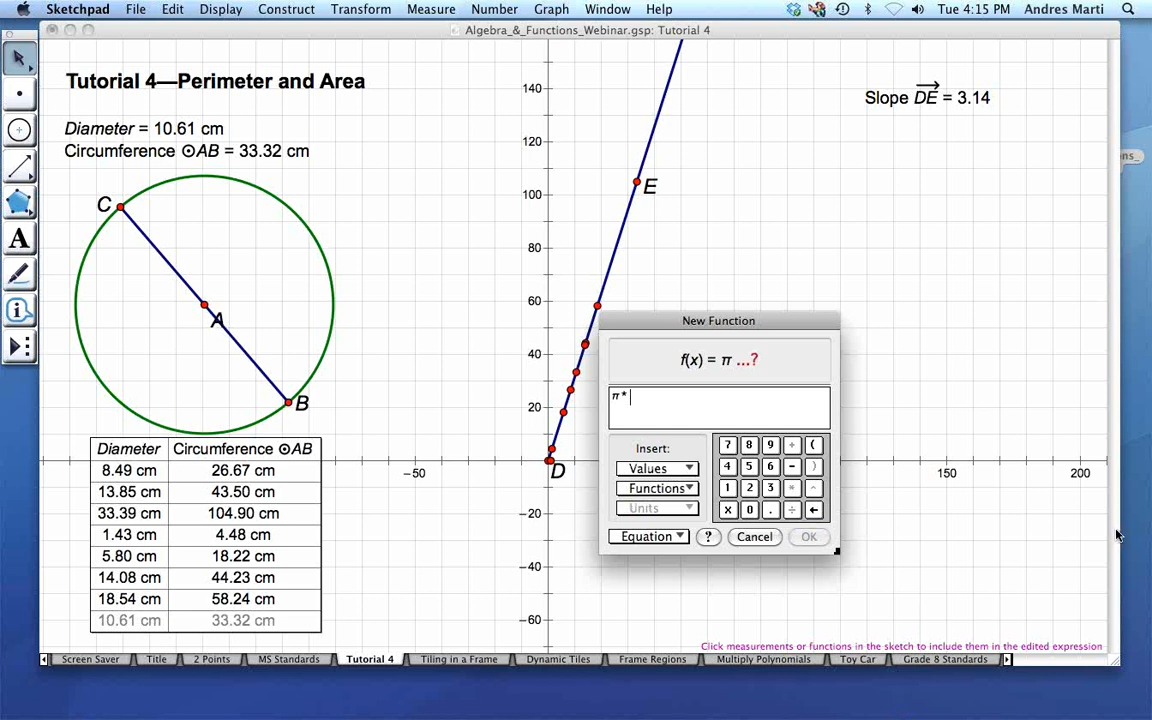 Sketchpad File Edit Display Construct Transform Measure Number Graph Window Help Tue 4:15 PM Andres Marti
Algebra_&_Functions_Webinar.gsp: Tutorial 4
Tutorial 4—Perimeter and Area
Slope DE = 3.14
Diameter = 10.61 cm
Circumference ⊙AB = 33.32 cm
C
A
B
E
D
140
120
100
80
60
40
20
−20
−40
−60
−50
150
200
Diameter Circumference ⊙AB
8.49 cm 26.67 cm
13.85 cm 43.50 cm
33.39 cm 104.90 cm
1.43 cm 4.48 cm
5.80 cm 18.22 cm
14.08 cm 44.23 cm
18.54 cm 58.24 cm
10.61 cm 33.32 cm
New Function
f(x) = π ...?
π*
Insert:
Values
Functions
Units
7 8 9 + (
4 5 6 - )
1 2 3 * ^
x 0 . ÷ ←
Equation ? Cancel OK
A
ons_
Click measurements or functions in the sketch to include them in the edited expression
Screen Saver Title 2 Points MS Standards Tutorial 4 Tiling in a Frame Dynamic Tiles Frame Regions Multiply Polynomials Toy Car Grade 8 Standards